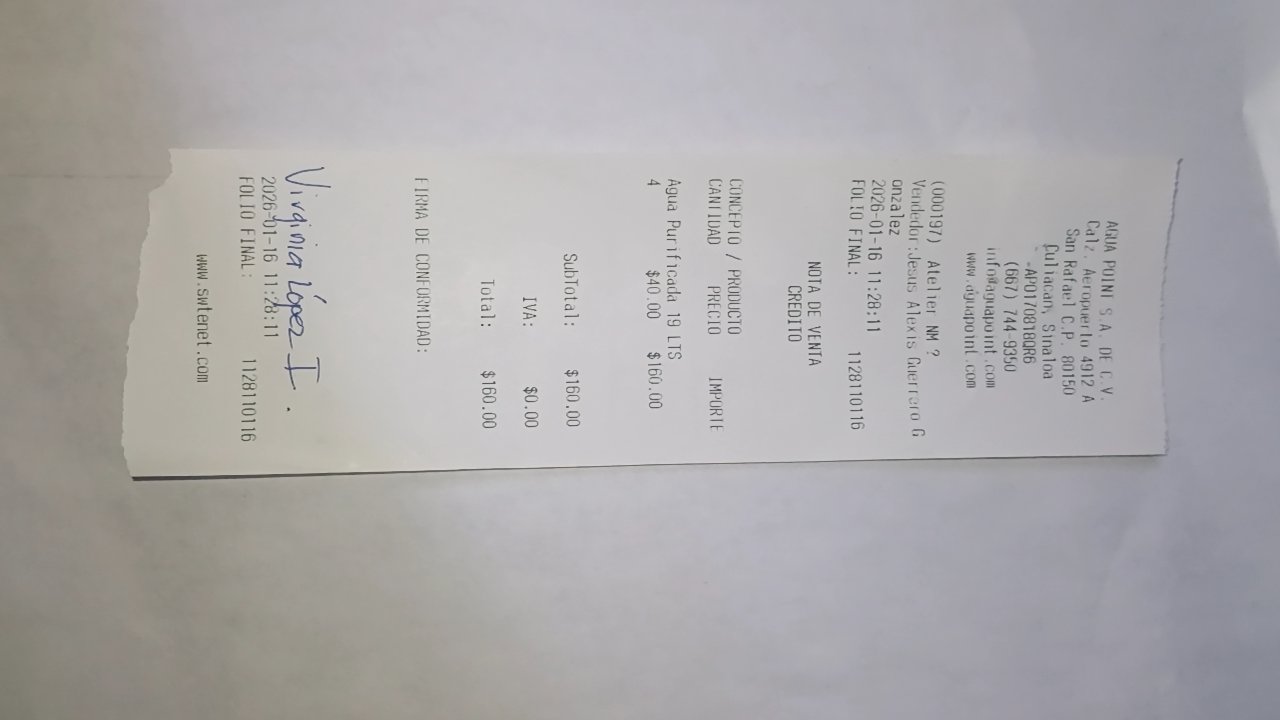 AGUA POINT S.A. DE C.V.
Calz. Aeropuerto 4912 A
San Rafael C.P. 80150
Culiacan, Sinaloa
APO170818QR6
(667) 744-9350
info@aguapoint.com
www.aguapoint.com
(000197) Atelier NM ?
Vendedor:Jesus Alexis Guerrero G
onzalez
2026-01-16 11:28:11
FOLIO FINAL: 1128110116
NOTA DE VENTA
CREDITO
CONCEPTO / PRODUCTO
CANTIDAD PRECIO IMPORTE
Agua Purificada 19 LTS
4 $40.00 $160.00
SubTotal: $160.00
IVA: $0.00
Total: $160.00
FIRMA DE CONFORMIDAD:
Virginia López I.
2026-01-16 11:28:11
FOLIO FINAL: 1128110116
www.swtenet.com